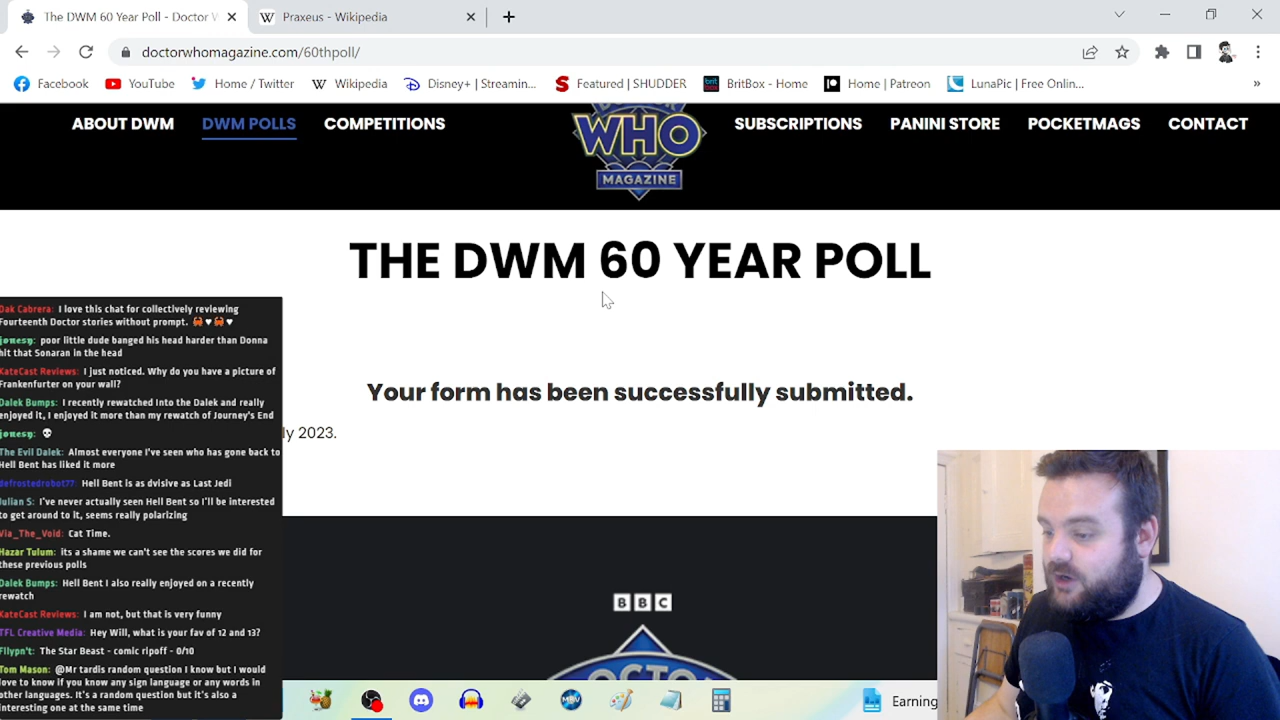 The DWM 60 Year Poll - Doctor W
Praxeus - Wikipedia
doctorwhomagazine.com/60thpoll/
Facebook
YouTube
Home / Twitter
Wikipedia
Disney+ | Streamin...
Featured | SHUDDER
BritBox - Home
Home | Patreon
LunaPic | Free Onlin...
ABOUT DWM
DWM POLLS
COMPETITIONS
WHO
MAGAZINE
SUBSCRIPTIONS
PANINI STORE
POCKETMAGS
CONTACT
THE DWM 60 YEAR POLL
Your form has been successfully submitted.
ly 2023.
Dak Cabrera: I love this chat for collectively reviewing
Fourteenth Doctor stories without prompt. 🦀♥🦀♥
jonesy: poor little dude banged his head harder than Donna
hit that Sonaran in the head
KateCast Reviews: I just noticed. Why do you have a picture of
Frankenfurter on your wall?
Dalek Bumps: I recently rewatched Into the Dalek and really
enjoyed it, I enjoyed it more than my rewatch of Journey's End
jonesy: 💀
The Evil Dalek: Almost everyone I've seen who has gone back to
Hell Bent has liked it more
defrostedrobot77: Hell Bent is as dvisive as Last Jedi
Julian S: I've never actually seen Hell Bent so I'll be interested
to get around to it, seems really polarizing
Via_The_Void: Cat Time.
Hazar Tulum: its a shame we can't see the scores we did for
these previous polls
Dalek Bumps: Hell Bent I also really enjoyed on a recently
rewatch
KateCast Reviews: I am not, but that is very funny
TFL Creative Media: Hey Will, what is your fav of 12 and 13?
Fllypn't: The Star Beast - comic ripoff - 0/10
Tom Mason: @Mr tardis random question I know but I would
love to know if you know any sign language or any words in
other languages. It's a random question but it's also a
interesting one at the same time
BBC
DOCTO
Earning